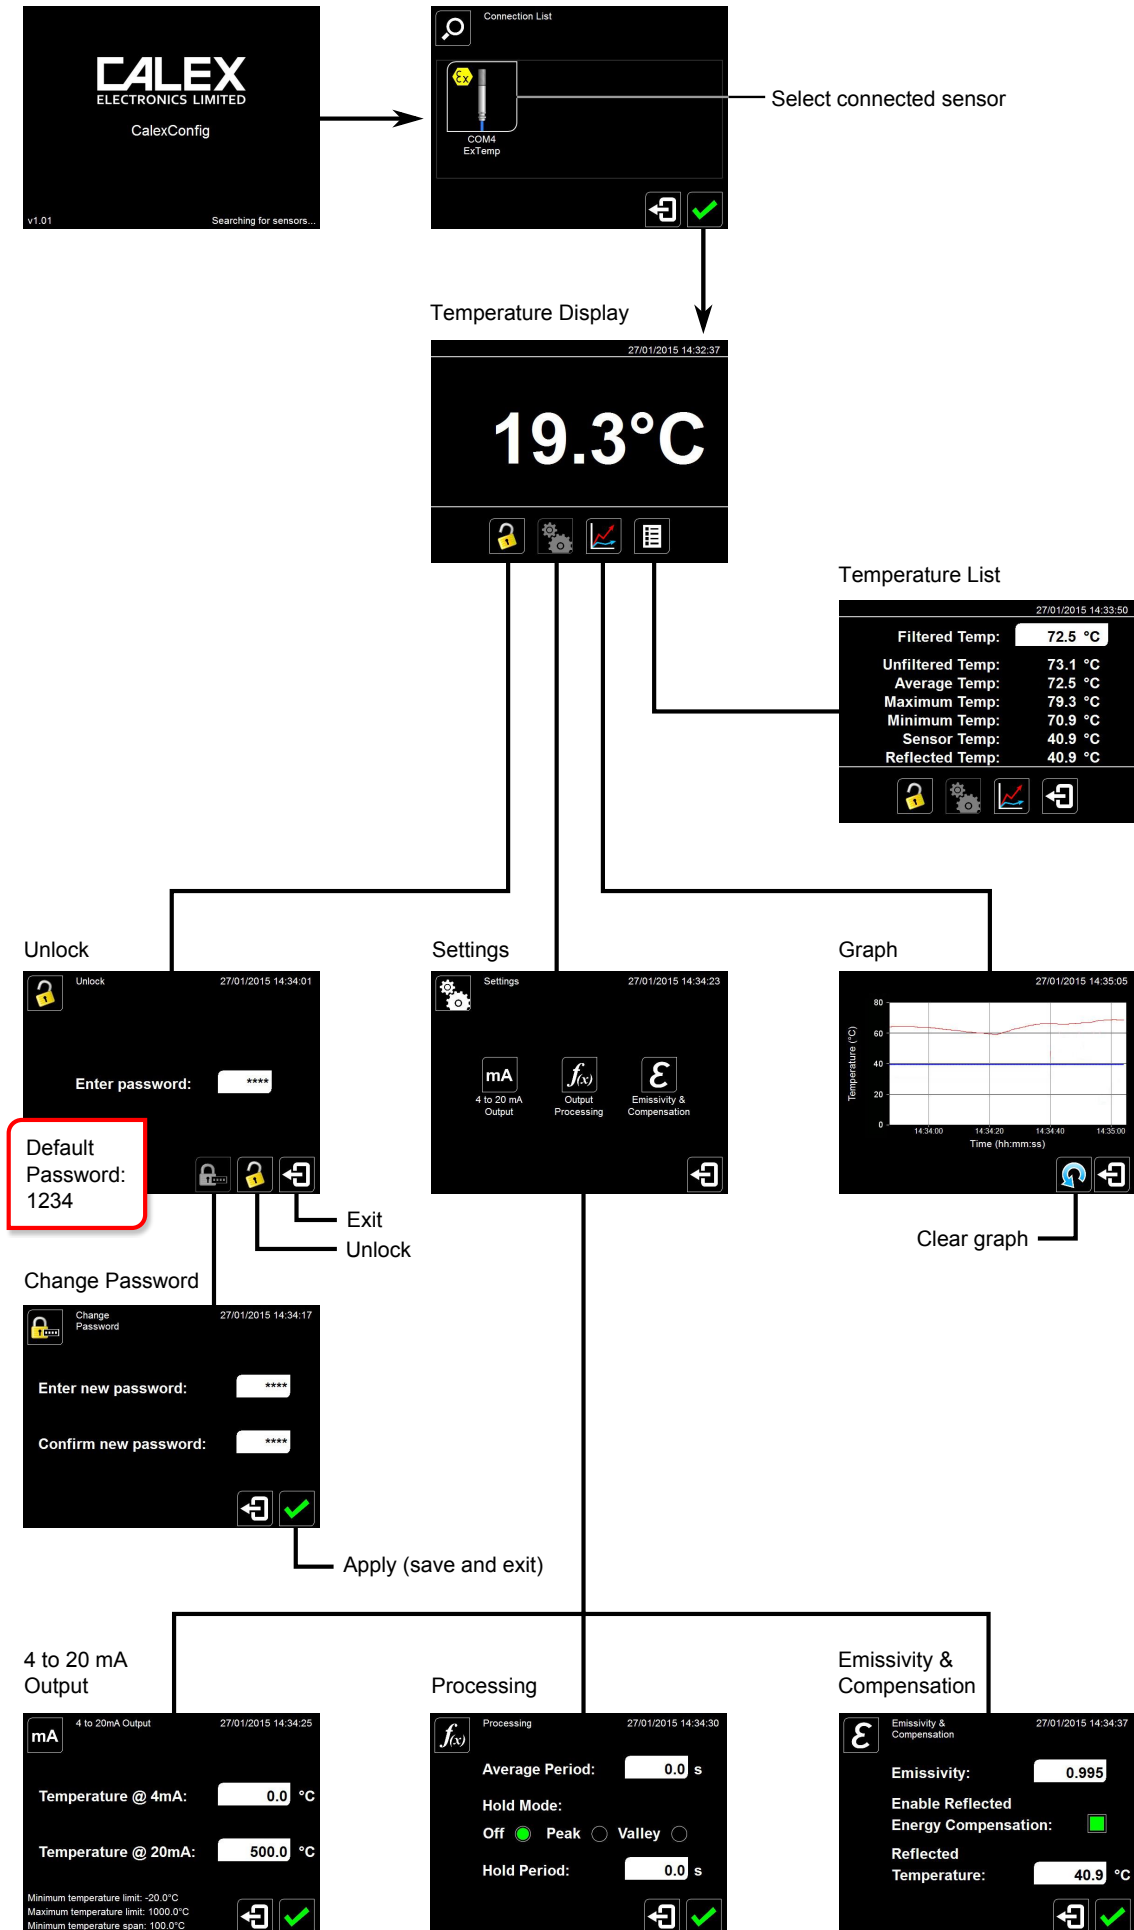 CALEX
ELECTRONICS LIMITED
CalexConfig
v1.01
Searching for sensors...
Connection List
Ex
COM4
ExTemp
Select connected sensor
Temperature Display
27/01/2015 14:32:37
19.3°C
Temperature List
27/01/2015 14:33:50
Filtered Temp: 72.5 °C
Unfiltered Temp: 73.1 °C
Average Temp: 72.5 °C
Maximum Temp: 79.3 °C
Minimum Temp: 70.9 °C
Sensor Temp: 40.9 °C
Reflected Temp: 40.9 °C
Unlock
Unlock
27/01/2015 14:34:01
Enter password: ****
Default
Password:
1234
Exit
Unlock
Settings
Settings
27/01/2015 14:34:23
mA
4 to 20 mA
Output
f(x)
Output
Processing
ε
Emissivity &
Compensation
Graph
27/01/2015 14:35:05
Temperature (°C)
80
60
40
20
0
14:34:00 14:34:20 14:34:40 14:35:00
Time (hh:mm:ss)
Clear graph
Change Password
Change
Password
27/01/2015 14:34:17
Enter new password: ****
Confirm new password: ****
Apply (save and exit)
4 to 20 mA
Output
mA
4 to 20mA Output
27/01/2015 14:34:25
Temperature @ 4mA: 0.0 °C
Temperature @ 20mA: 500.0 °C
Minimum temperature limit: -20.0°C
Maximum temperature limit: 1000.0°C
Minimum temperature span: 100.0°C
Processing
f(x)
Processing
27/01/2015 14:34:30
Average Period: 0.0 s
Hold Mode:
Off Peak Valley
Hold Period: 0.0 s
Emissivity &
Compensation
ε
Emissivity &
Compensation
27/01/2015 14:34:37
Emissivity: 0.995
Enable Reflected
Energy Compensation:
Reflected
Temperature: 40.9 °C